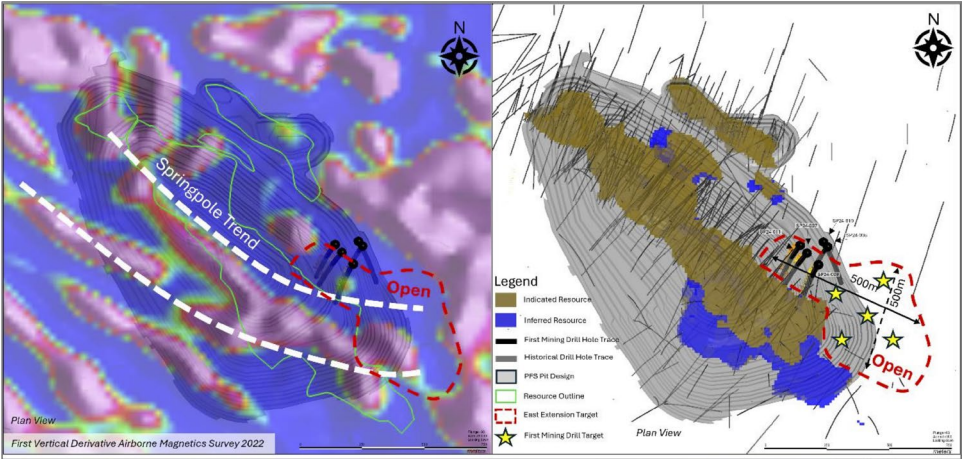 N
Springpole Trend
Open
Plan View
First Vertical Derivative Airborne Magnetics Survey 2022
meters
N
500m
500m
Open
Legend
Indicated Resource
Inferred Resource
First Mining Drill Hole Trace
Historical Drill Hole Trace
PFS Pit Design
Resource Outline
East Extension Target
First Mining Drill Target
Plan View
meters